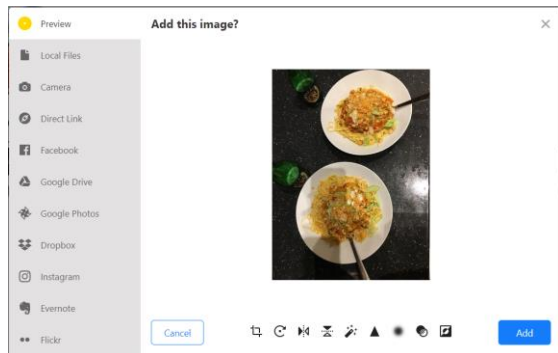 Preview
Add this image?
Local Files
Camera
Direct Link
Facebook
Google Drive
Google Photos
Dropbox
Instagram
Evernote
Flickr
Cancel
Add